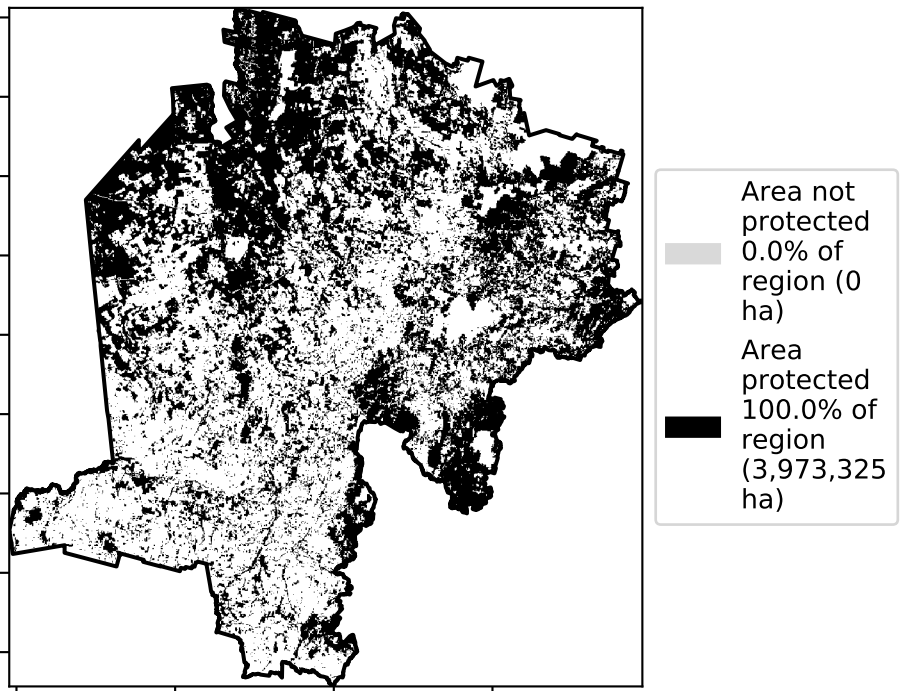 Area not
protected
0.0% of
region (0
ha)
Area
protected
100.0% of
region
(3,973,325
ha)